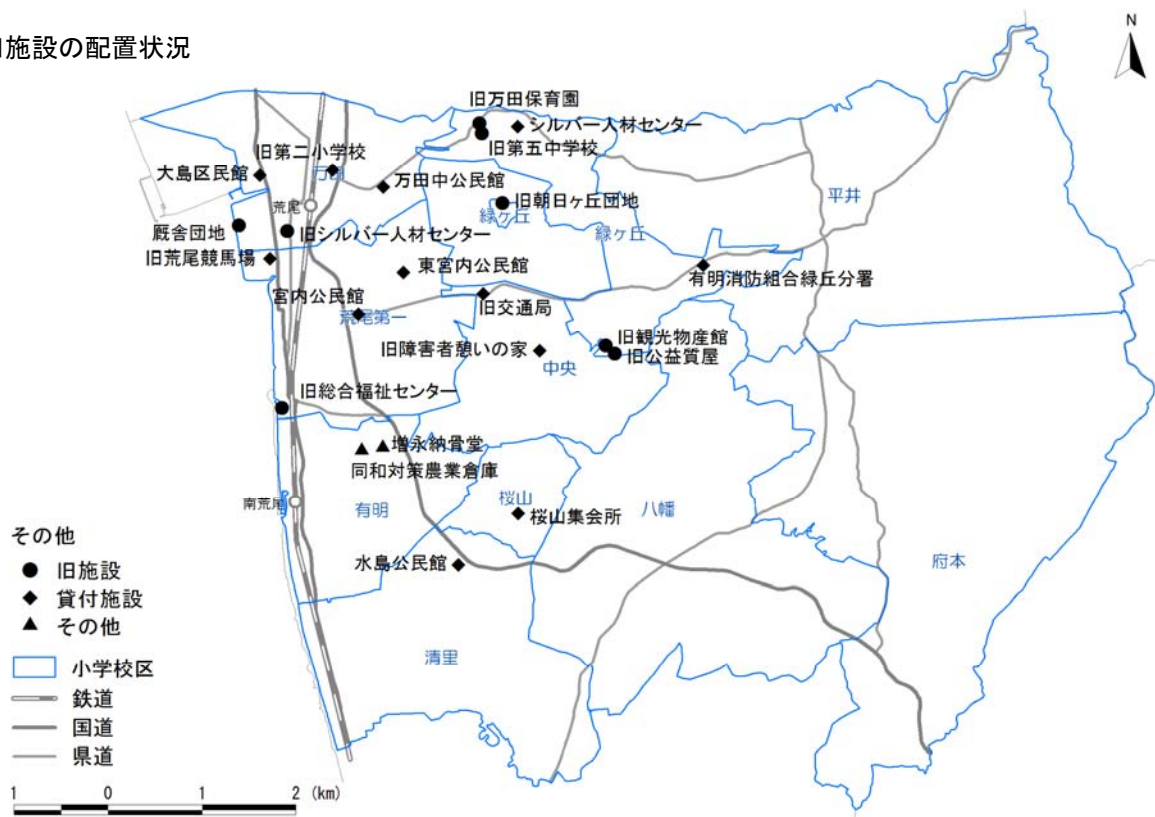 施設の配置状況
N
旧万田保育園
シルバー人材センター
旧第五中学校
旧第二小学校
大島区民館
万田中公民館
荒尾
旧朝日ヶ丘団地
緑ヶ丘
緑ヶ丘
平井
厩舎団地
旧シルバー人材センター
旧荒尾競馬場
東宮内公民館
有明消防組合緑丘分署
宮内公民館
旧交通局
荒尾第一
旧観光物産館
旧障害者憩いの家
旧公益質屋
中央
旧総合福祉センター
増永納骨堂
同和対策農業倉庫
南荒尾
有明
桜山
桜山集会所
八幡
水島公民館
府本
清里
その他
旧施設
貸付施設
その他
小学校区
鉄道
国道
県道
1 0 1 2 (km)